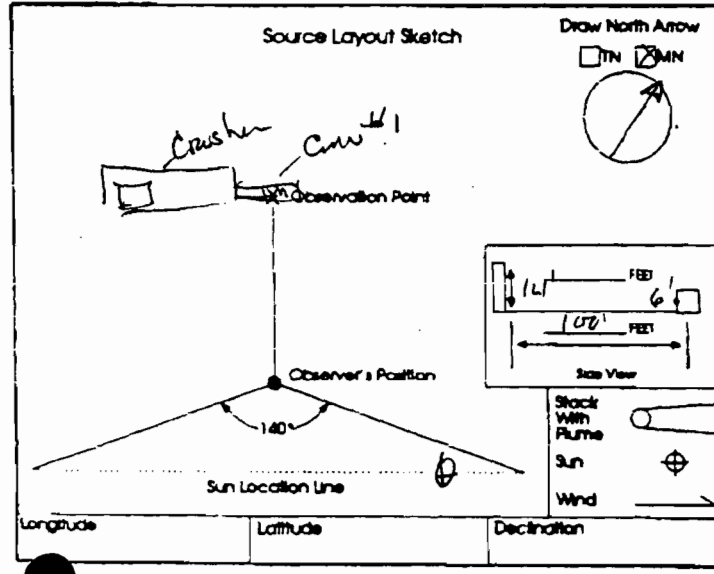 Source Layout Sketch
Draw North Arrow
TN MN
Crusher
#1
Observation Point
FEET
6'
100' FEET
Side View
Observer's Position
140°
Stack
With
Plume
Sun
Sun Location Line
Wind
Longitude
Latitude
Declination